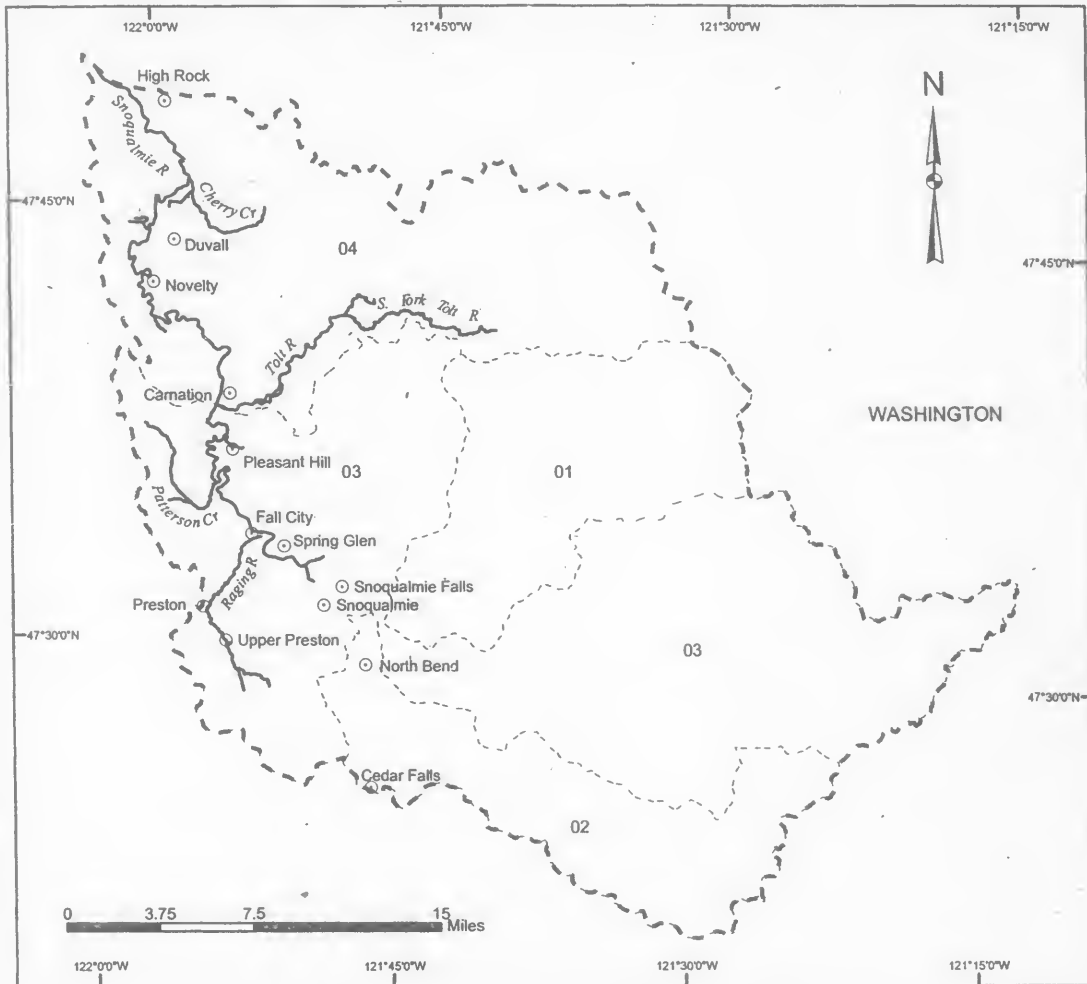 122°0'0"W
121°45'0"W
121°30'0"W
121°15'0"W
High Rock
N
Snoqualmie R
Cherry Cr
47°45'0"N
Duvall
04
47°45'0"N
Novelty
S. Fork Tolt R
Tolt R
Carnation
WASHINGTON
Pleasant Hill
03
01
Patterson Cr
Fall City
Spring Glen
Raging R
Snoqualmie Falls
Preston
Snoqualmie
47°30'0"N
Upper Preston
03
North Bend
47°30'0"N
Cedar Falls
02
0 3.75 7.5 15
Miles
122°0'0"W
121°45'0"W
121°30'0"W
121°15'0"W